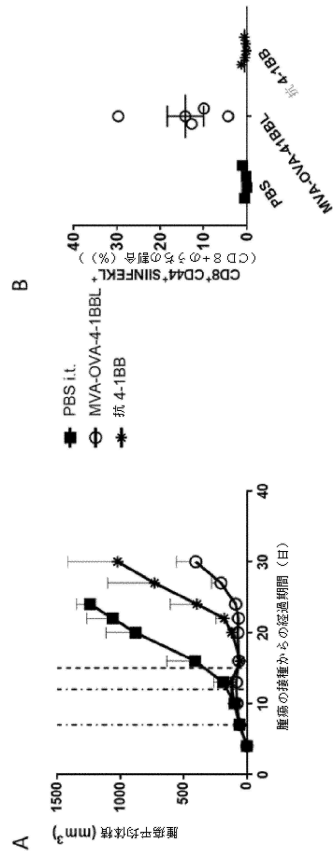 A
腫瘍平均体積 (mm³)
1500
1000
500
0
0
10
20
30
40
腫瘍の接種からの経過期間（日）
PBS i.t.
MVA-OVA-4-1BBL
抗 4-1BB
B
CD8⁺CD44⁺SIINFEKL⁺
(CD8+のうちの割合(%))
40
30
20
10
0
PBS
MVA-OVA-41BBL
抗 4-1BB